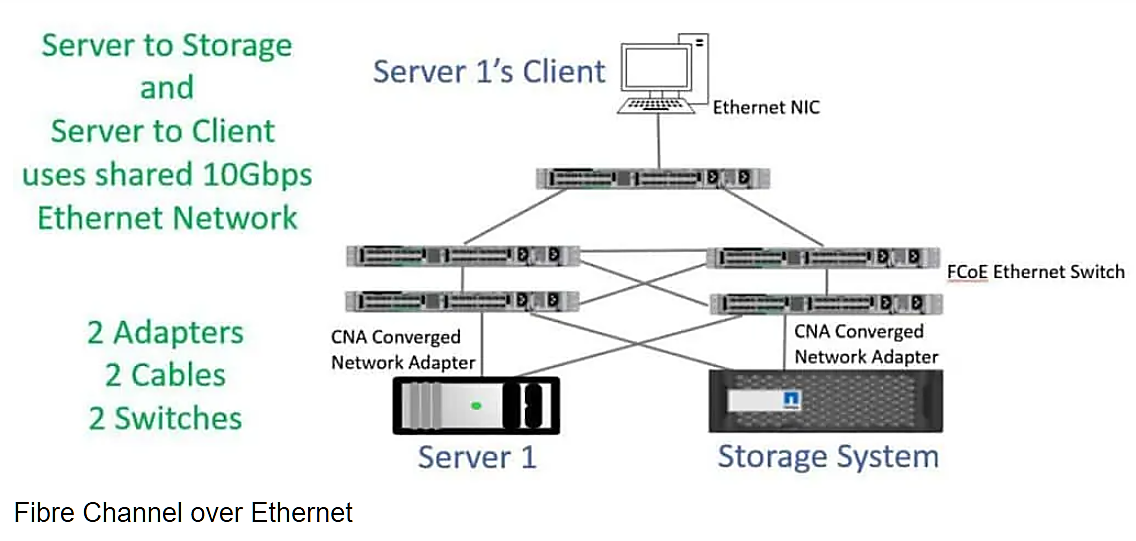 Server to Storage
and
Server to Client
uses shared 10Gbps
Ethernet Network
2 Adapters
2 Cables
2 Switches
Server 1's Client
Ethernet NIC
FCoE Ethernet Switch
CNA Converged
Network Adapter
CNA Converged
Network Adapter
Server 1
Storage System
Fibre Channel over Ethernet